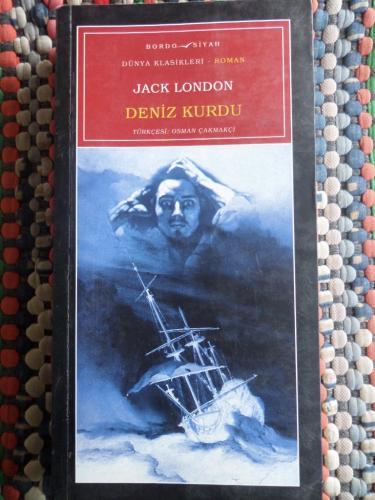 BORDO SİYAH
DÜNYA KLASİKLERİ - ROMAN
JACK LONDON
DENİZ KURDU
TÜRKÇESİ: OSMAN ÇAKMAKÇI